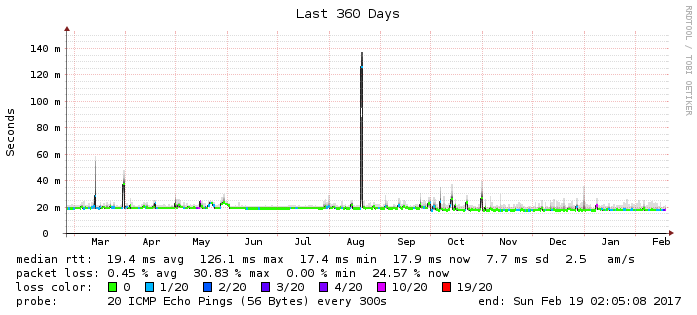 Last 360 Days
RRDTOOL / TOBI OETIKER
Seconds
140 m
120 m
100 m
80 m
60 m
40 m
20 m
0
Mar Apr May Jun Jul Aug Sep Oct Nov Dec Jan Feb
median rtt: 19.4 ms avg 126.1 ms max 17.4 ms min 17.9 ms now 7.7 ms sd 2.5 am/s
packet loss: 0.45 % avg 30.83 % max 0.00 % min 24.57 % now
loss color: 0 1/20 2/20 3/20 4/20 10/20 19/20
probe: 20 ICMP Echo Pings (56 Bytes) every 300s end: Sun Feb 19 02:05:08 2017